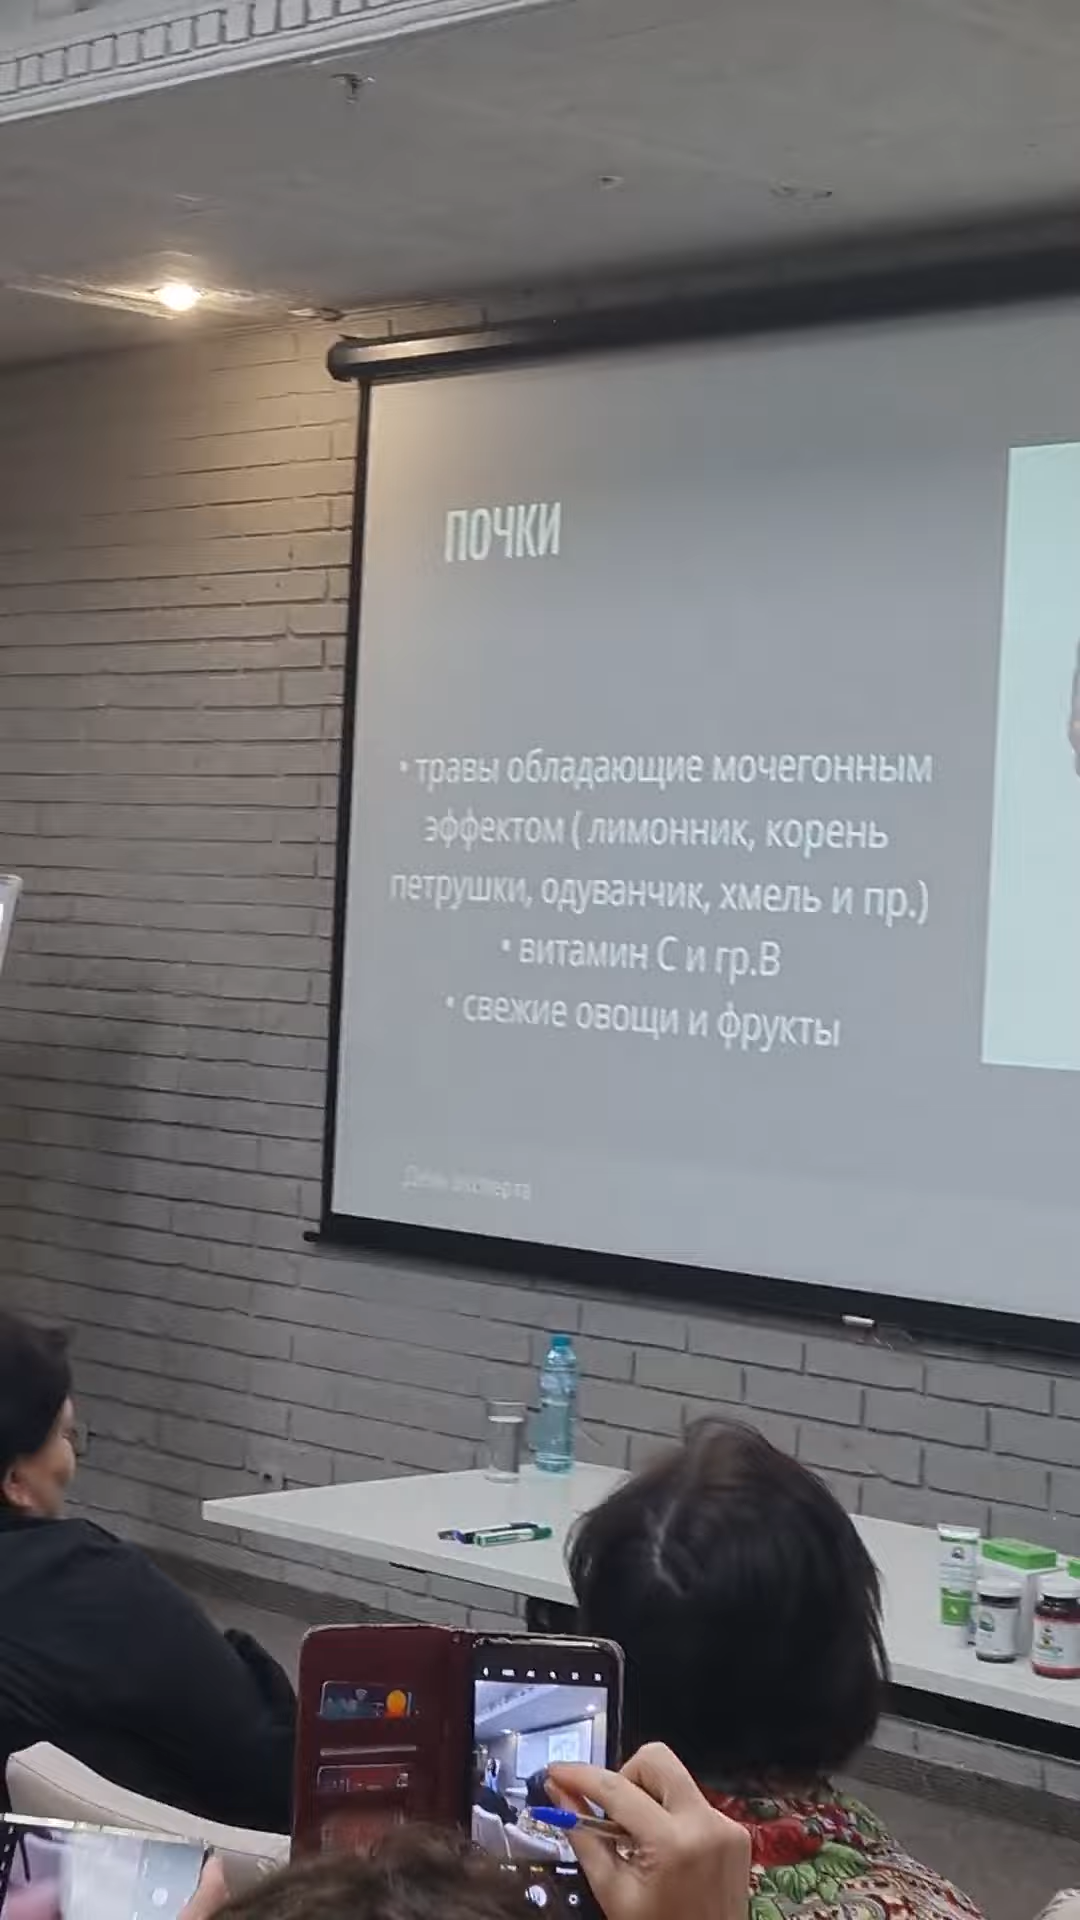 ПОЧКИ
• травы обладающие мочегонным
эффектом ( лимонник, корень
петрушки, одуванчик, хмель и пр.)
• витамин С и гр.В
• свежие овощи и фрукты